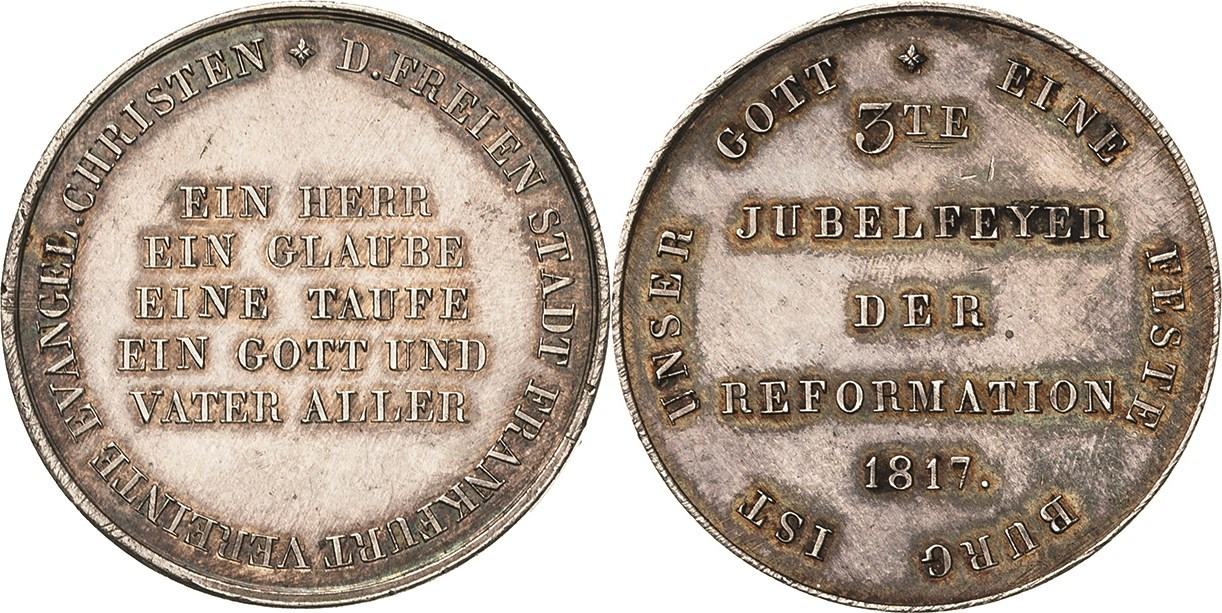 D. FREIEN STADT FRANKFURT VEREINTE EVANGEL. CHRISTEN
EIN HERR
EIN GLAUBE
EINE TAUFE
EIN GOTT UND
VATER ALLER
EINE FESTE BURG IST UNSER GOTT
3TE
JUBELFEYER
DER
REFORMATION
1817.